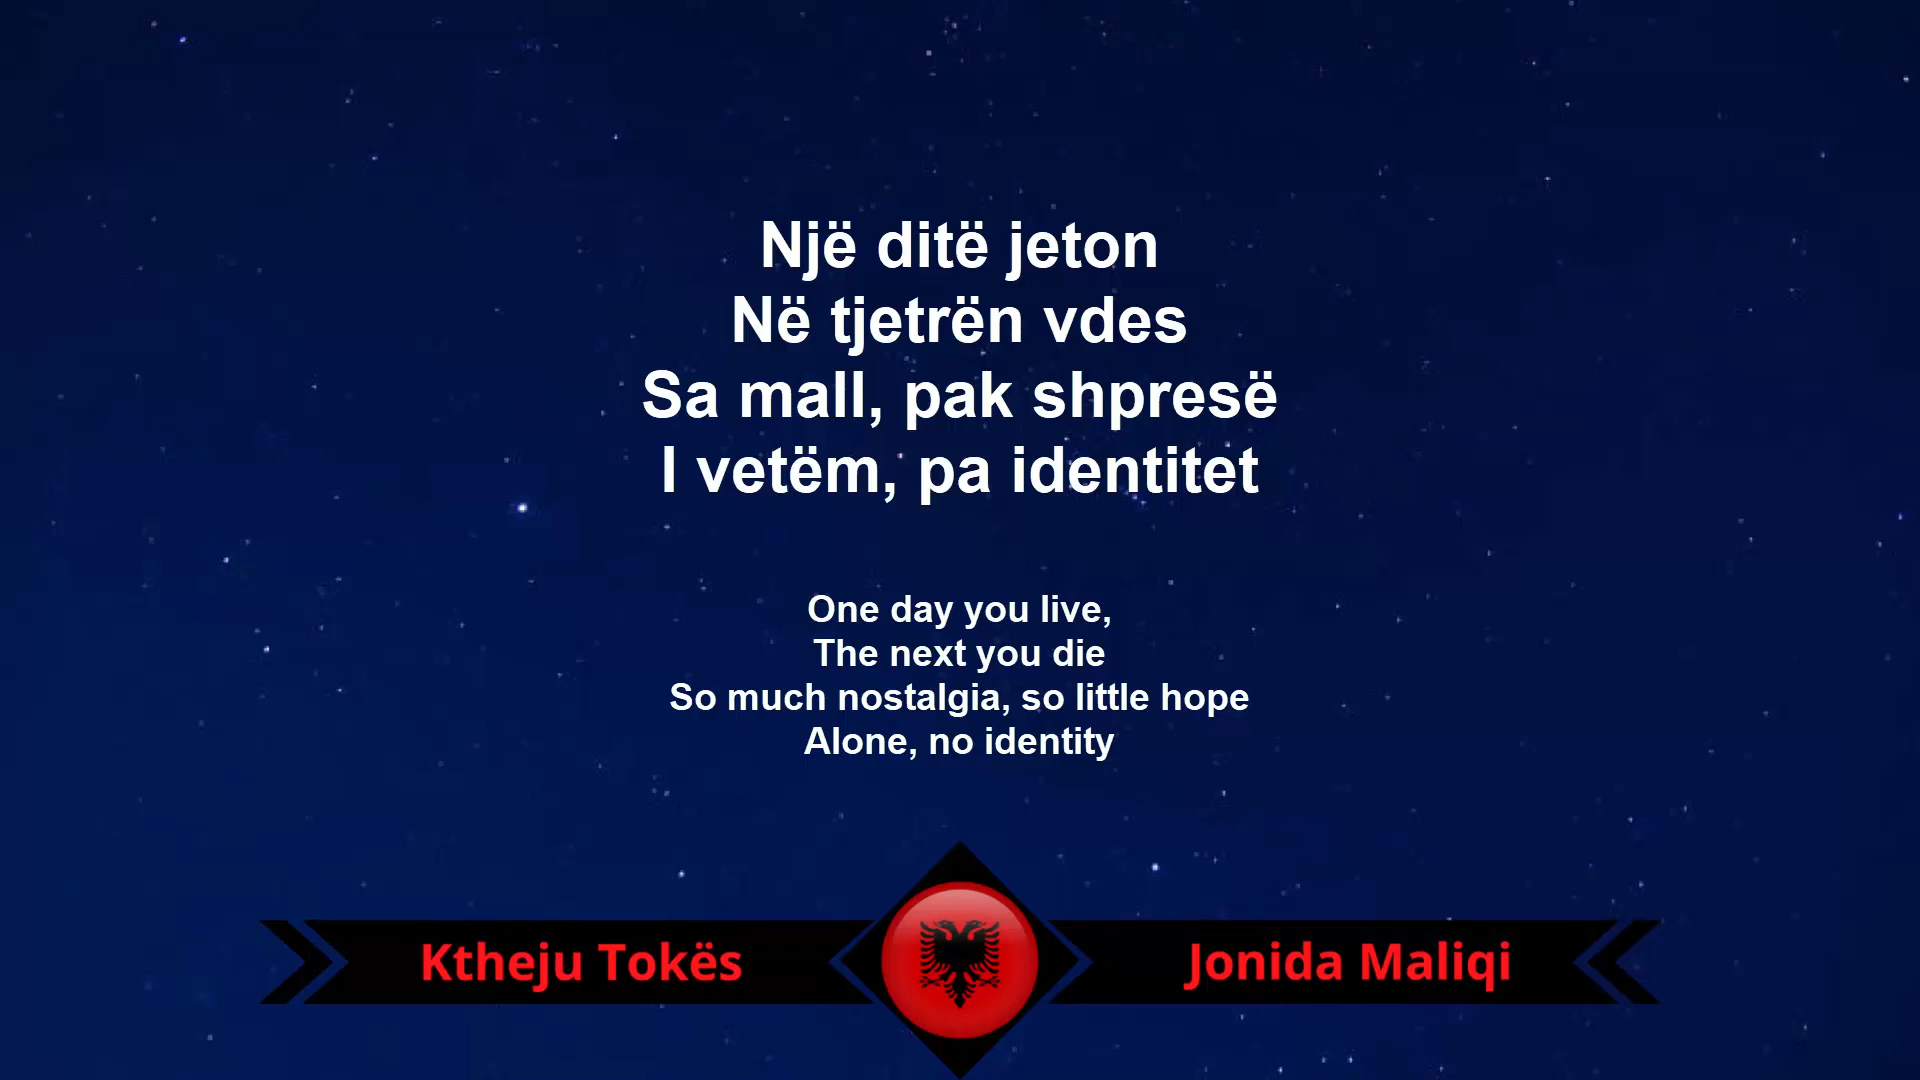 Një ditë jeton
Në tjetrën vdes
Sa mall, pak shpresë
I vetëm, pa identitet
One day you live,
The next you die
So much nostalgia, so little hope
Alone, no identity
Ktheju Tokës
Jonida Maliqi